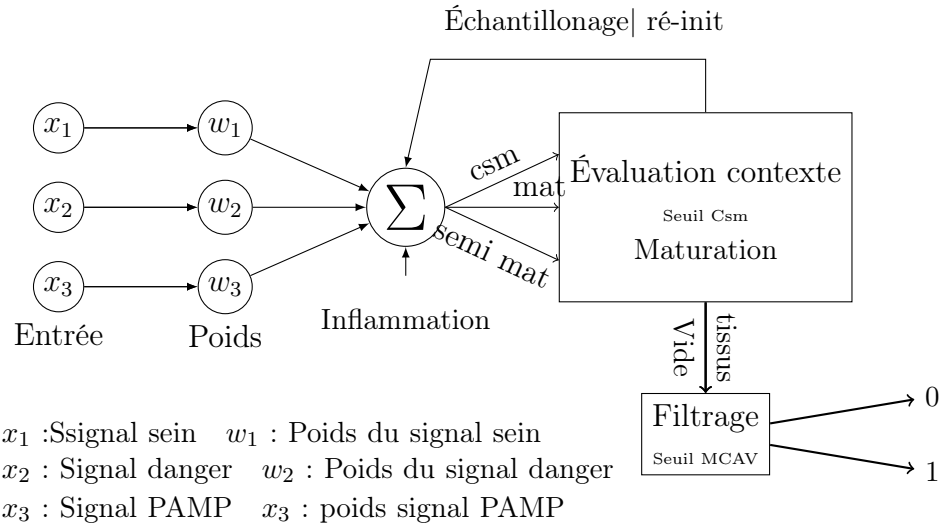 Échantillonage| ré-init
x₁ w₁
csm
mat
Évaluation contexte
x₂ w₂ ∑
Seuil Csm
semi mat
Maturation
x₃ w₃
Inflammation
Entrée Poids
Vide
tissus
0
Filtrage
Seuil MCAV
1
x₁ :Ssignal sein w₁ : Poids du signal sein
x₂ : Signal danger w₂ : Poids du signal danger
x₃ : Signal PAMP x₃ : poids signal PAMP